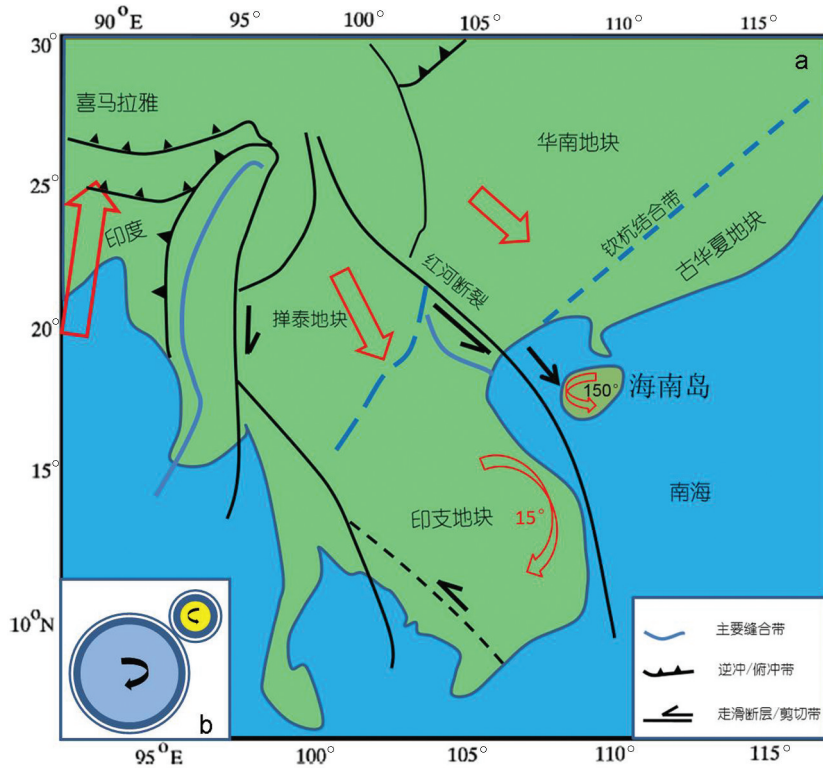 90°E 95° 100° 105° 110° 115°
30°
a
喜马拉雅
华南地块
25°
钦杭结合带
印度
古华夏地块
红河断裂
20°
掸泰地块
150°
海南岛
15°
南海
印支地块
15°
10°N
主要缝合带
逆冲/俯冲带
走滑断层/剪切带
b
95°E 100° 105° 110° 115°